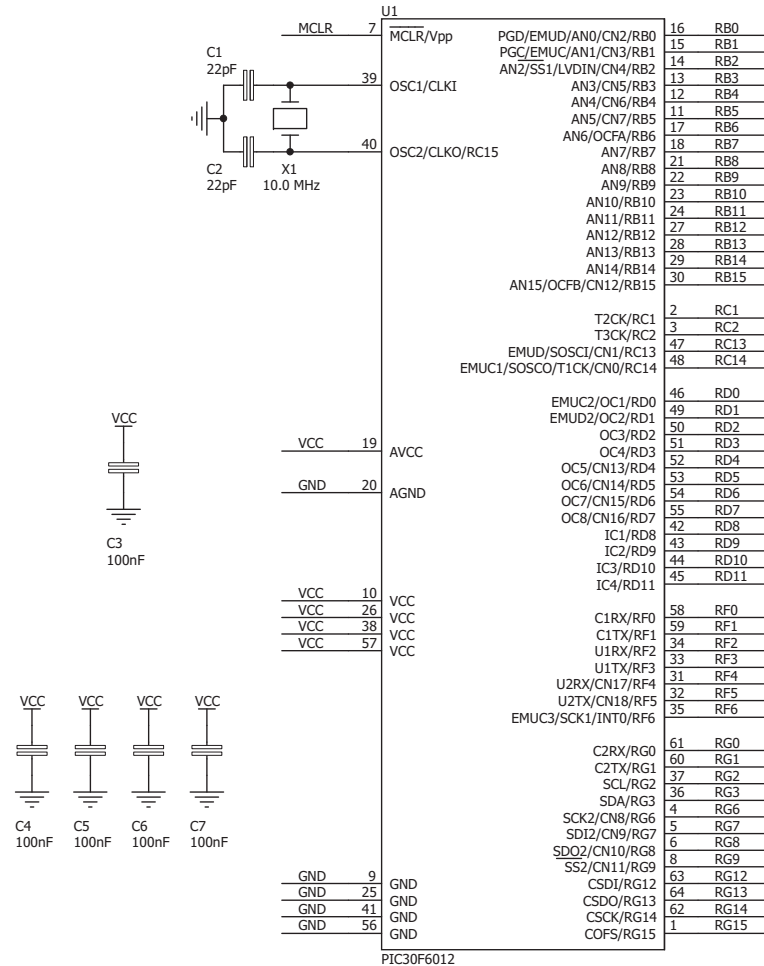 U1
MCLR 7 MCLR/Vpp
C1
22pF
39 OSC1/CLKI
40 OSC2/CLKO/RC15
C2
22pF
X1
10.0 MHz
VCC
C3
100nF
VCC 19 AVCC
GND 20 AGND
VCC 10 VCC
VCC 26 VCC
VCC 38 VCC
VCC 57 VCC
VCC VCC VCC VCC
C4 C5 C6 C7
100nF 100nF 100nF 100nF
GND 9 GND
GND 25 GND
GND 41 GND
GND 56 GND
PGD/EMUD/AN0/CN2/RB0 16 RB0
PGC/EMUC/AN1/CN3/RB1 15 RB1
AN2/SS1/LVDIN/CN4/RB2 14 RB2
AN3/CN5/RB3 13 RB3
AN4/CN6/RB4 12 RB4
AN5/CN7/RB5 11 RB5
AN6/OCFA/RB6 17 RB6
AN7/RB7 18 RB7
AN8/RB8 21 RB8
AN9/RB9 22 RB9
AN10/RB10 23 RB10
AN11/RB11 24 RB11
AN12/RB12 27 RB12
AN13/RB13 28 RB13
AN14/RB14 29 RB14
AN15/OCFB/CN12/RB15 30 RB15
T2CK/RC1 2 RC1
T3CK/RC2 3 RC2
EMUD/SOSCI/CN1/RC13 47 RC13
EMUC1/SOSCO/T1CK/CN0/RC14 48 RC14
EMUC2/OC1/RD0 46 RD0
EMUD2/OC2/RD1 49 RD1
OC3/RD2 50 RD2
OC4/RD3 51 RD3
OC5/CN13/RD4 52 RD4
OC6/CN14/RD5 53 RD5
OC7/CN15/RD6 54 RD6
OC8/CN16/RD7 55 RD7
IC1/RD8 42 RD8
IC2/RD9 43 RD9
IC3/RD10 44 RD10
IC4/RD11 45 RD11
C1RX/RF0 58 RF0
C1TX/RF1 59 RF1
U1RX/RF2 34 RF2
U1TX/RF3 33 RF3
U2RX/CN17/RF4 31 RF4
U2TX/CN18/RF5 32 RF5
EMUC3/SCK1/INT0/RF6 35 RF6
C2RX/RG0 61 RG0
C2TX/RG1 60 RG1
SCL/RG2 37 RG2
SDA/RG3 36 RG3
SCK2/CN8/RG6 4 RG6
SDI2/CN9/RG7 5 RG7
SDO2/CN10/RG8 6 RG8
SS2/CN11/RG9 8 RG9
CSDI/RG12 63 RG12
CSDO/RG13 64 RG13
CSCK/RG14 62 RG14
COFS/RG15 1 RG15
PIC30F6012